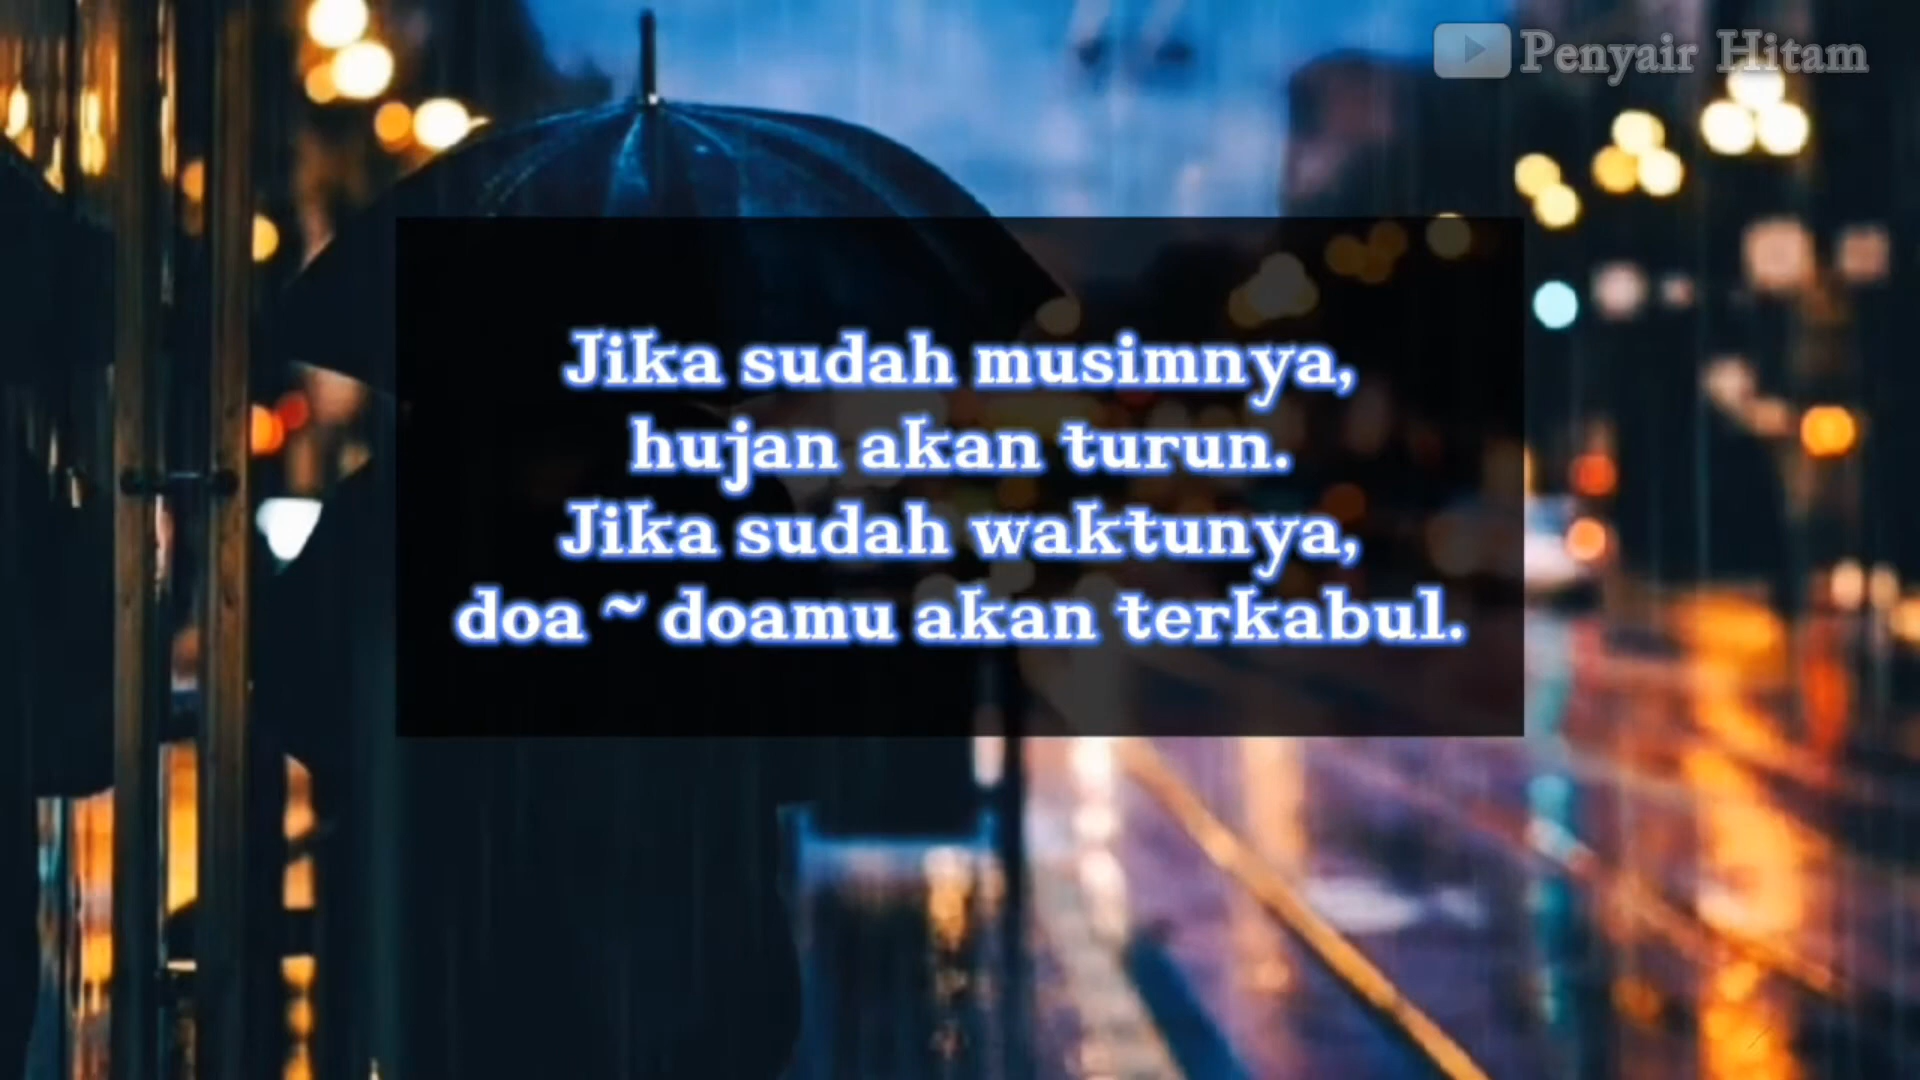 Penyair Hitam
Jika sudah musimnya,
hujan akan turun.
Jika sudah waktunya,
doa ~ doamu akan terkabul.